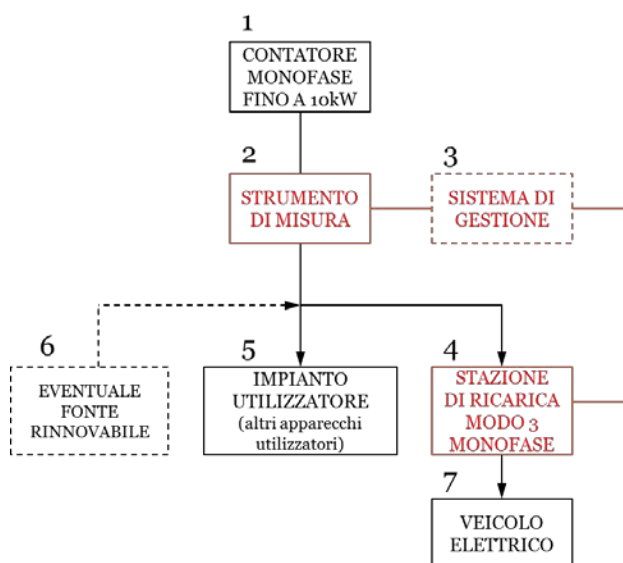 1
CONTATORE
MONOFASE
FINO A 10kW
2
STRUMENTO
DI MISURA
3
SISTEMA DI
GESTIONE
6
EVENTUALE
FONTE
RINNOVABILE
5
IMPIANTO
UTILIZZATORE
(altri apparecchi
utilizzatori)
4
STAZIONE
DI RICARICA
MODO 3
MONOFASE
7
VEICOLO
ELETTRICO